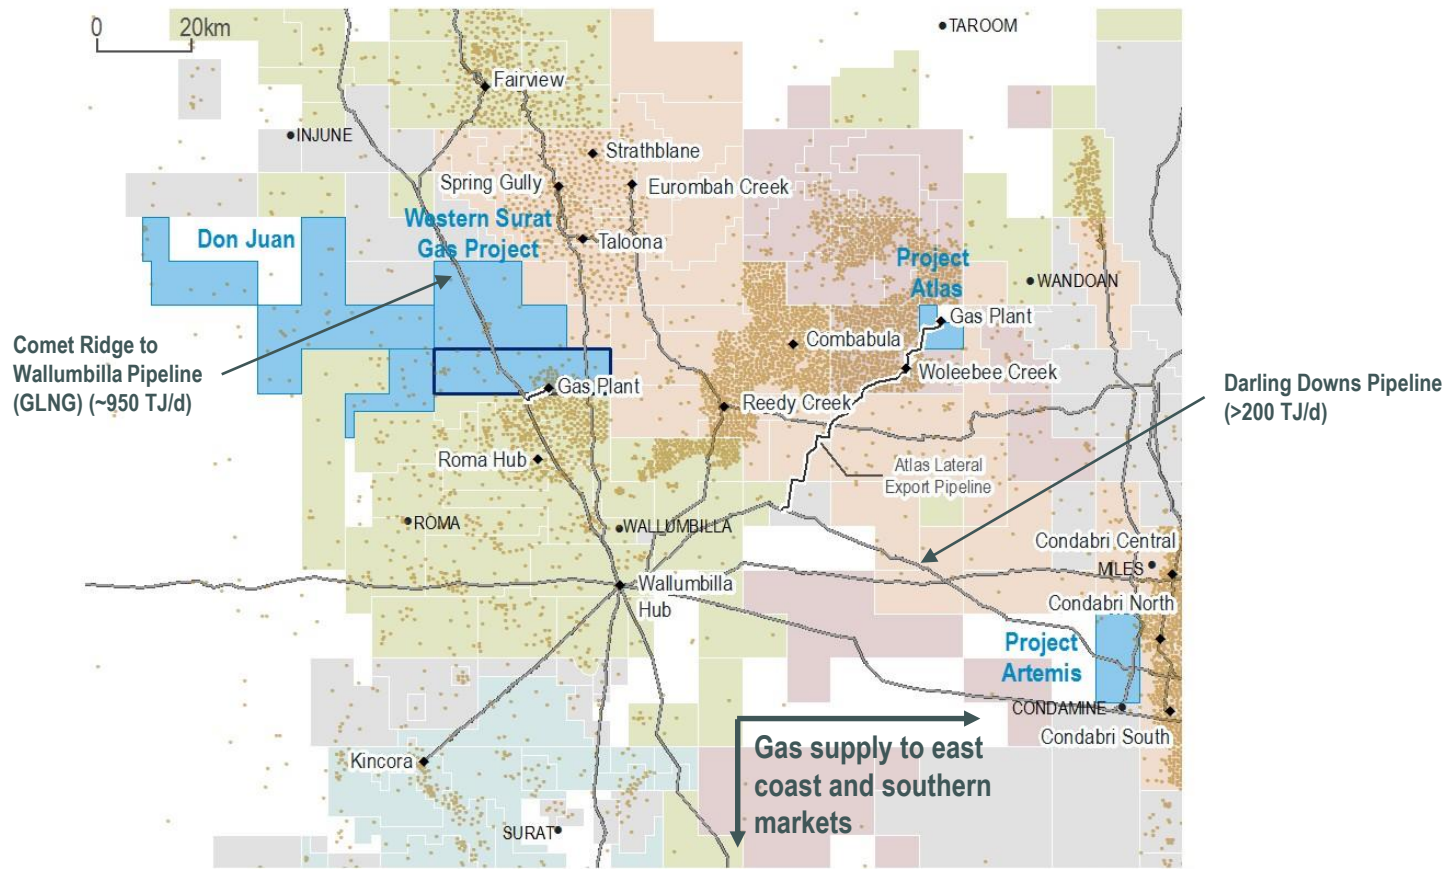 0 20km
TAROOM
Fairview
INJUNE
Strathblane
Spring Gully
Eurombah Creek
Western Surat
Gas Project
Don Juan
Taloona
Project
Atlas
WANDOAN
Gas Plant
Comet Ridge to
Wallumbilla Pipeline
(GLNG) (~950 TJ/d)
Combabula
Woleebee Creek
Gas Plant
Darling Downs Pipeline
(>200 TJ/d)
Reedy Creek
Roma Hub
Atlas Lateral
Export Pipeline
ROMA
WALLUMBILLA
Condabri Central
MILES
Wallumbilla
Hub
Condabri North
Project
Artemis
CONDAMINE
Condabri South
Gas supply to east
coast and southern
markets
Kincora
SURAT